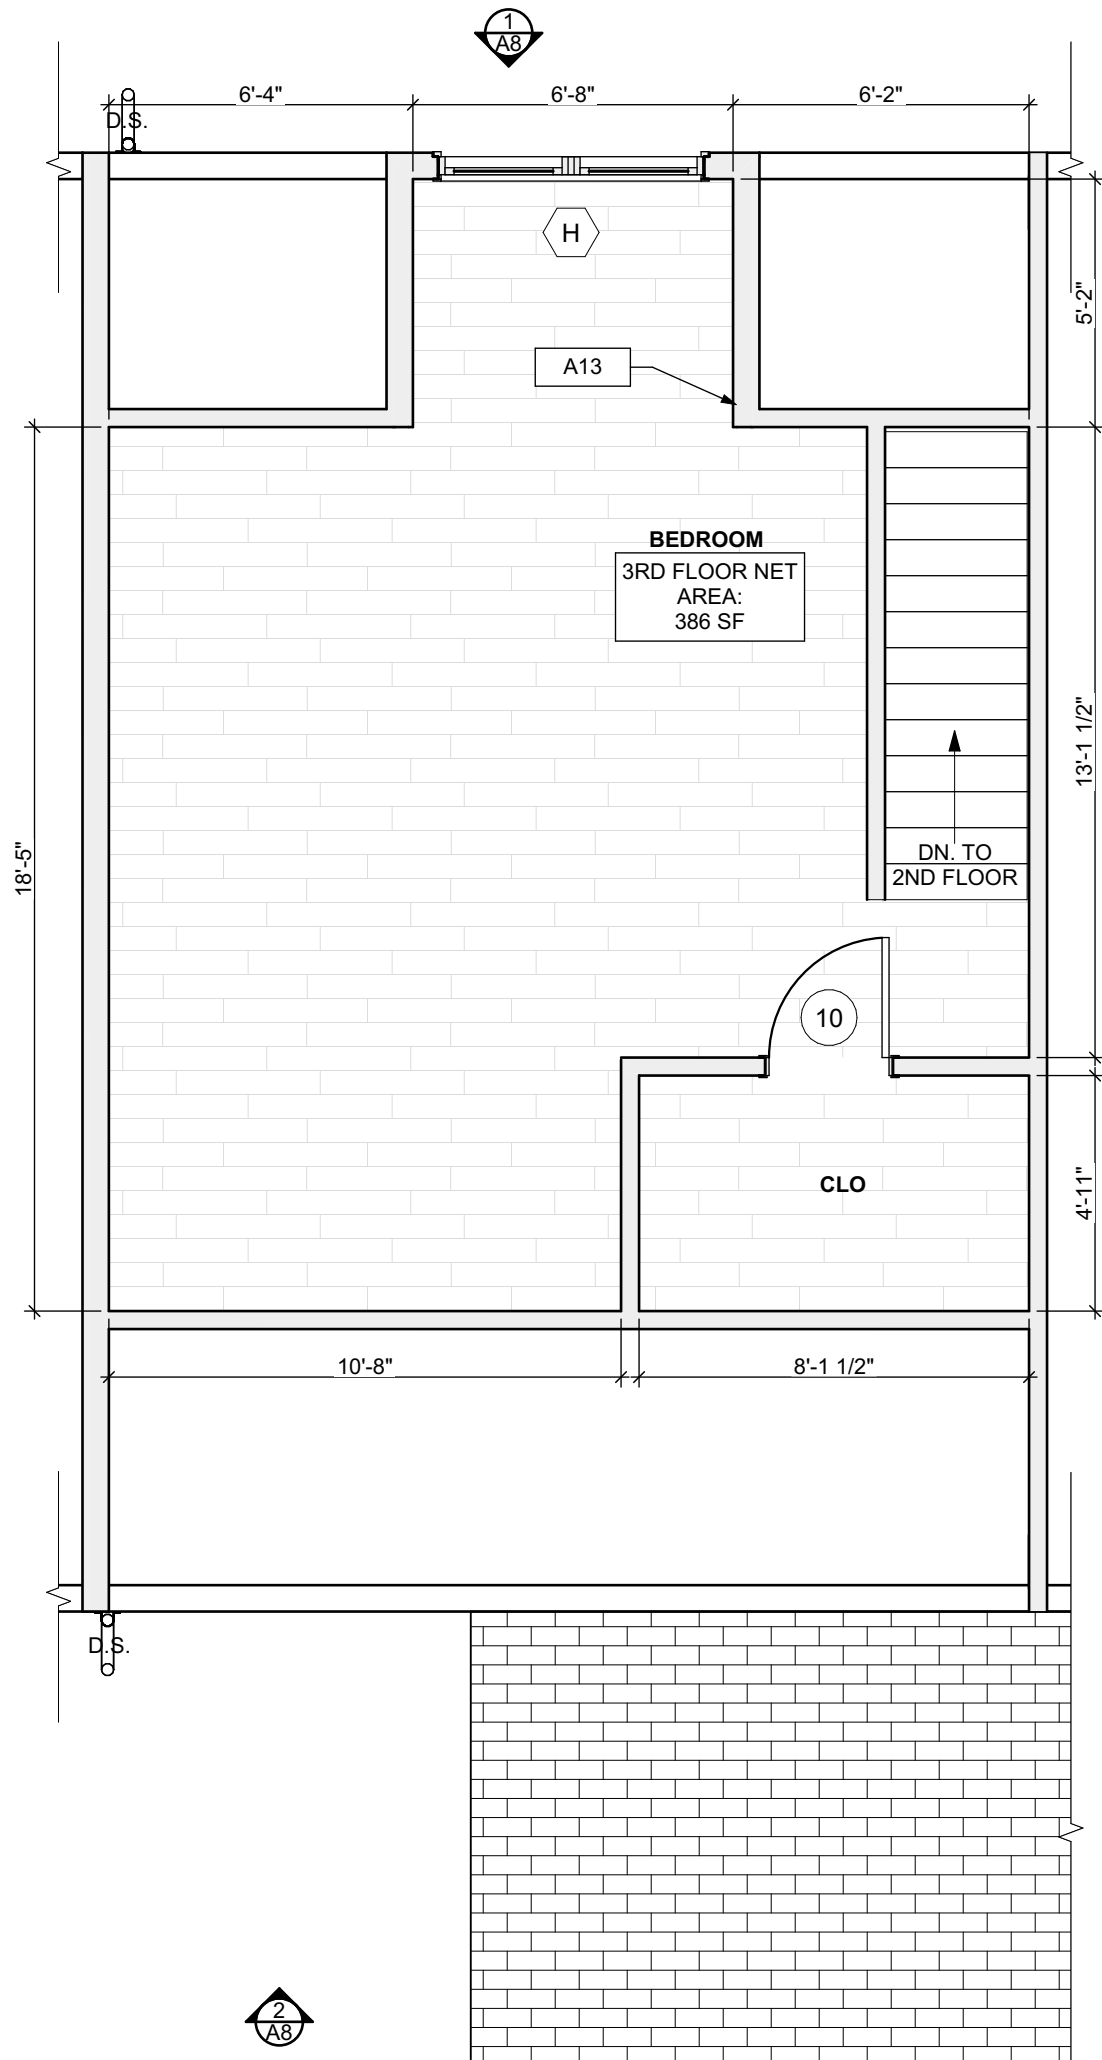 1
A8
6'-4"
6'-8"
6'-2"
D.S.
H
5'-2"
A13
BEDROOM
3RD FLOOR NET
AREA:
386 SF
13'-1 1/2"
18'-5"
DN. TO
2ND FLOOR
10
CLO
4'-11"
10'-8"
8'-1 1/2"
D.S.
2
A8